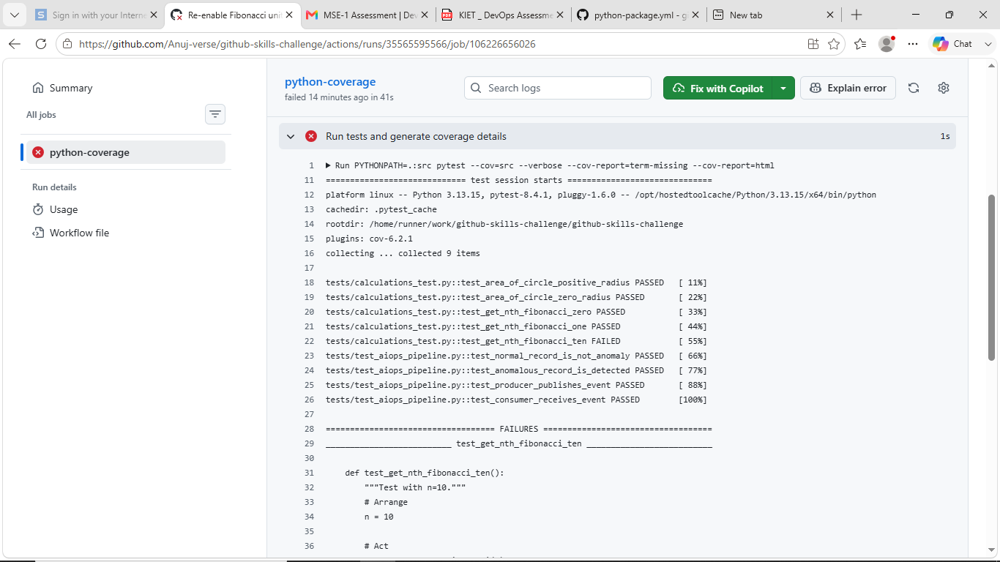 Sign in with your Interne
Re-enable Fibonacci uni
MSE-1 Assessment | Dev
KIET _ DevOps Assessme
python-package.yml - gi
New tab
https://github.com/Anuj-verse/github-skills-challenge/actions/runs/35565595566/job/106226656026
Chat
Summary
All jobs
python-coverage
Run details
Usage
Workflow file
python-coverage
failed 14 minutes ago in 41s
Search logs
Fix with Copilot
Explain error
Run tests and generate coverage details
1s
1 Run PYTHONPATH=.:src pytest --cov=src --verbose --cov-report=term-missing --cov-report=html
11 ============================= test session starts ==============================
12 platform linux -- Python 3.13.15, pytest-8.4.1, pluggy-1.6.0 -- /opt/hostedtoolcache/Python/3.13.15/x64/bin/python
13 cachedir: .pytest_cache
14 rootdir: /home/runner/work/github-skills-challenge/github-skills-challenge
15 plugins: cov-6.2.1
16 collecting ... collected 9 items
17
18 tests/calculations_test.py::test_area_of_circle_positive_radius PASSED [ 11%]
19 tests/calculations_test.py::test_area_of_circle_zero_radius PASSED [ 22%]
20 tests/calculations_test.py::test_get_nth_fibonacci_zero PASSED [ 33%]
21 tests/calculations_test.py::test_get_nth_fibonacci_one PASSED [ 44%]
22 tests/calculations_test.py::test_get_nth_fibonacci_ten FAILED [ 55%]
23 tests/test_aiops_pipeline.py::test_normal_record_is_not_anomaly PASSED [ 66%]
24 tests/test_aiops_pipeline.py::test_anomalous_record_is_detected PASSED [ 77%]
25 tests/test_aiops_pipeline.py::test_producer_publishes_event PASSED [ 88%]
26 tests/test_aiops_pipeline.py::test_consumer_receives_event PASSED [100%]
27
28 =================================== FAILURES ===================================
29 __________________________ test_get_nth_fibonacci_ten __________________________
30
31 def test_get_nth_fibonacci_ten():
32 """Test with n=10."""
33 # Arrange
34 n = 10
35
36 # Act